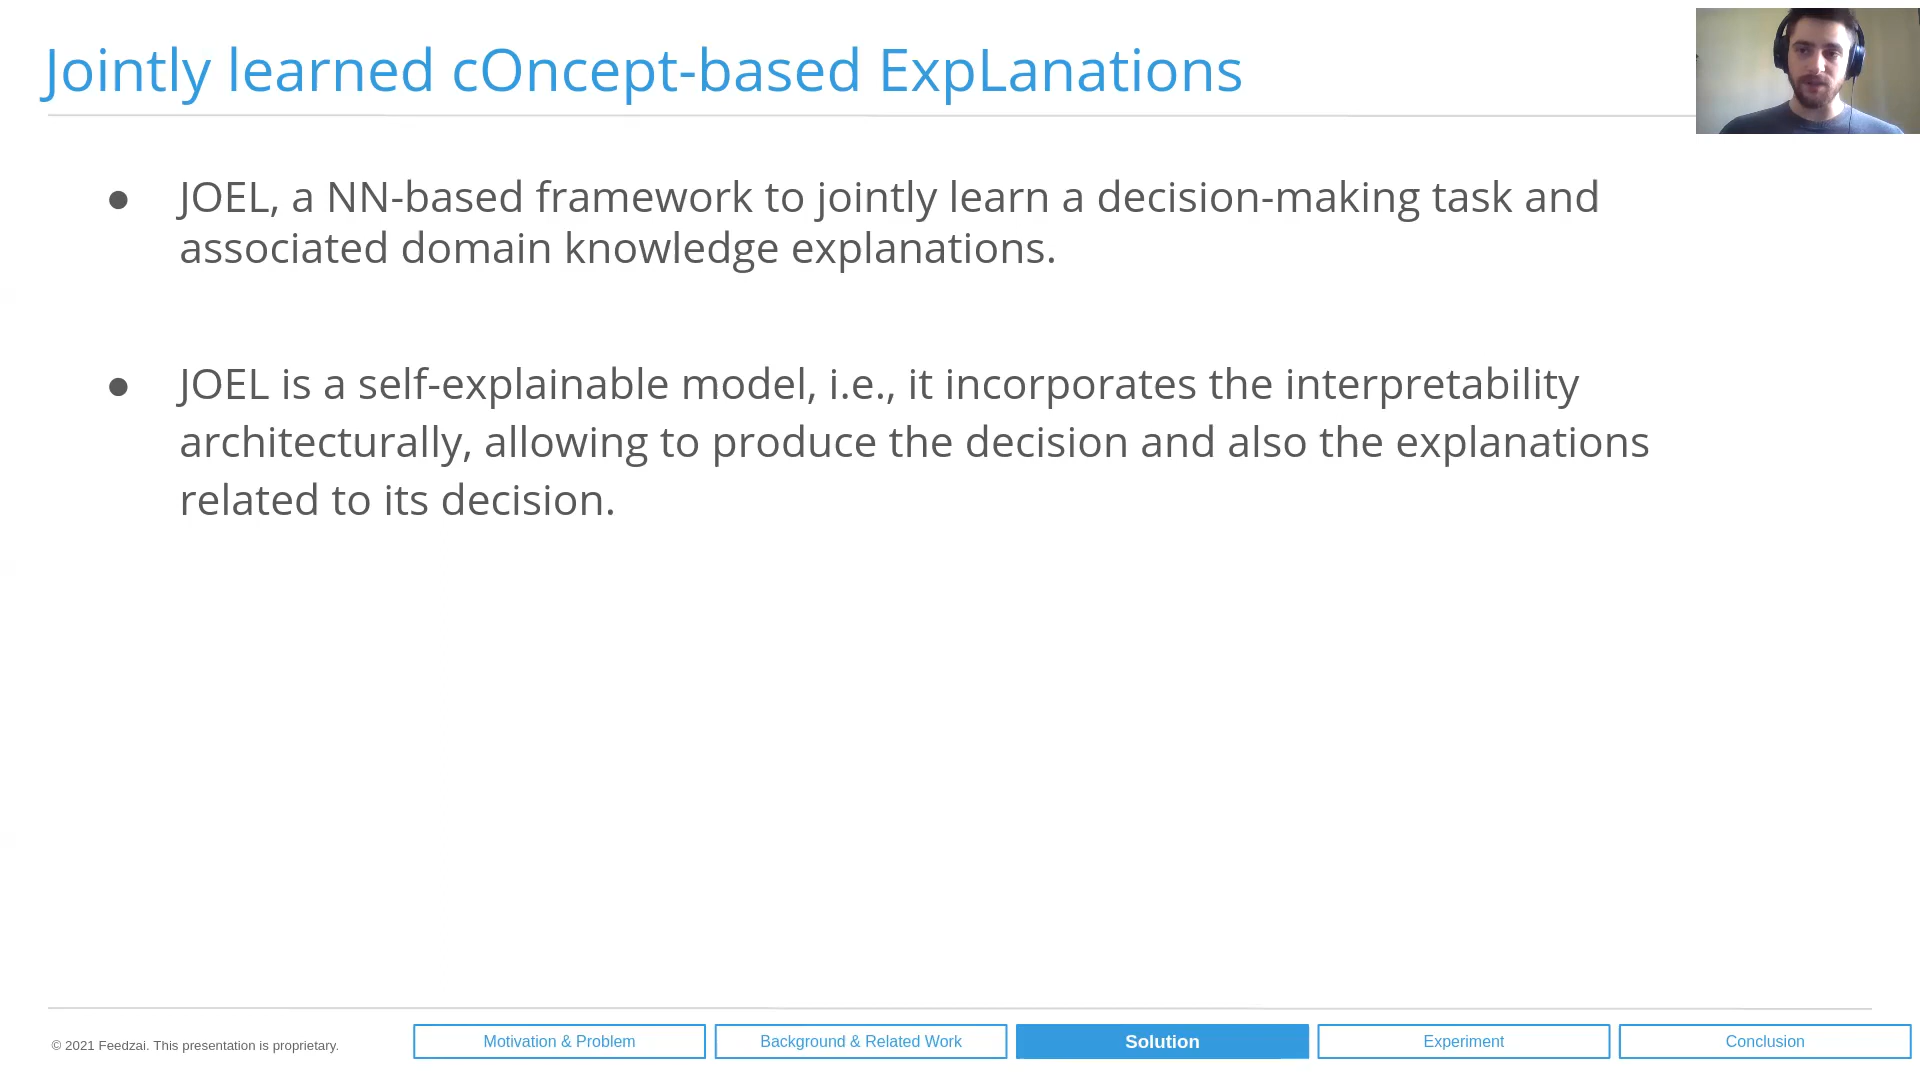 Jointly learned cOncept-based ExpLanations
● JOEL, a NN-based framework to jointly learn a decision-making task and
associated domain knowledge explanations.
● JOEL is a self-explainable model, i.e., it incorporates the interpretability
architecturally, allowing to produce the decision and also the explanations
related to its decision.
© 2021 Feedzai. This presentation is proprietary.
Motivation & Problem
Background & Related Work
Solution
Experiment
Conclusion